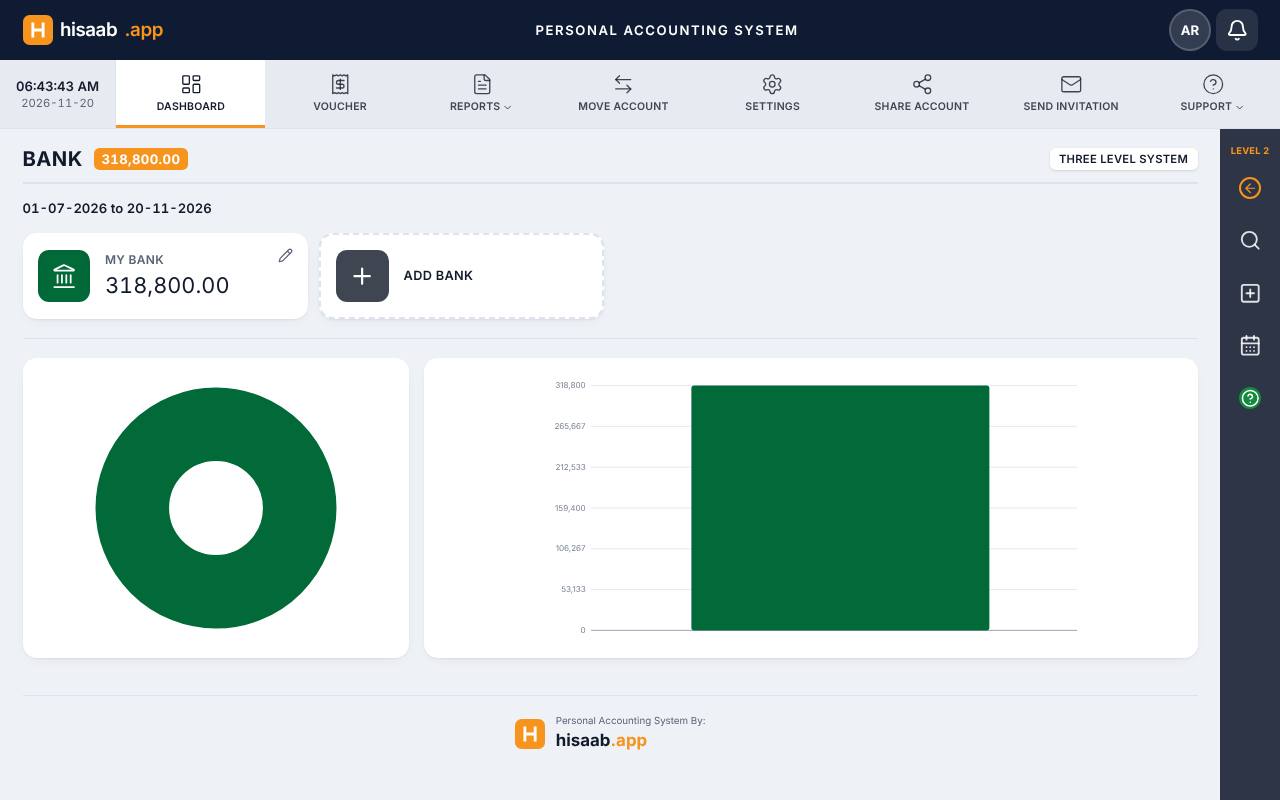 H hisaab .app
PERSONAL ACCOUNTING SYSTEM
AR
06:43:43 AM
2026-11-20
DASHBOARD
VOUCHER
REPORTS
MOVE ACCOUNT
SETTINGS
SHARE ACCOUNT
SEND INVITATION
SUPPORT
BANK
318,800.00
THREE LEVEL SYSTEM
LEVEL 2
01-07-2026 to 20-11-2026
MY BANK
318,800.00
ADD BANK
318,800
265,667
212,533
159,400
106,267
53,133
0
Personal Accounting System By:
H hisaab.app